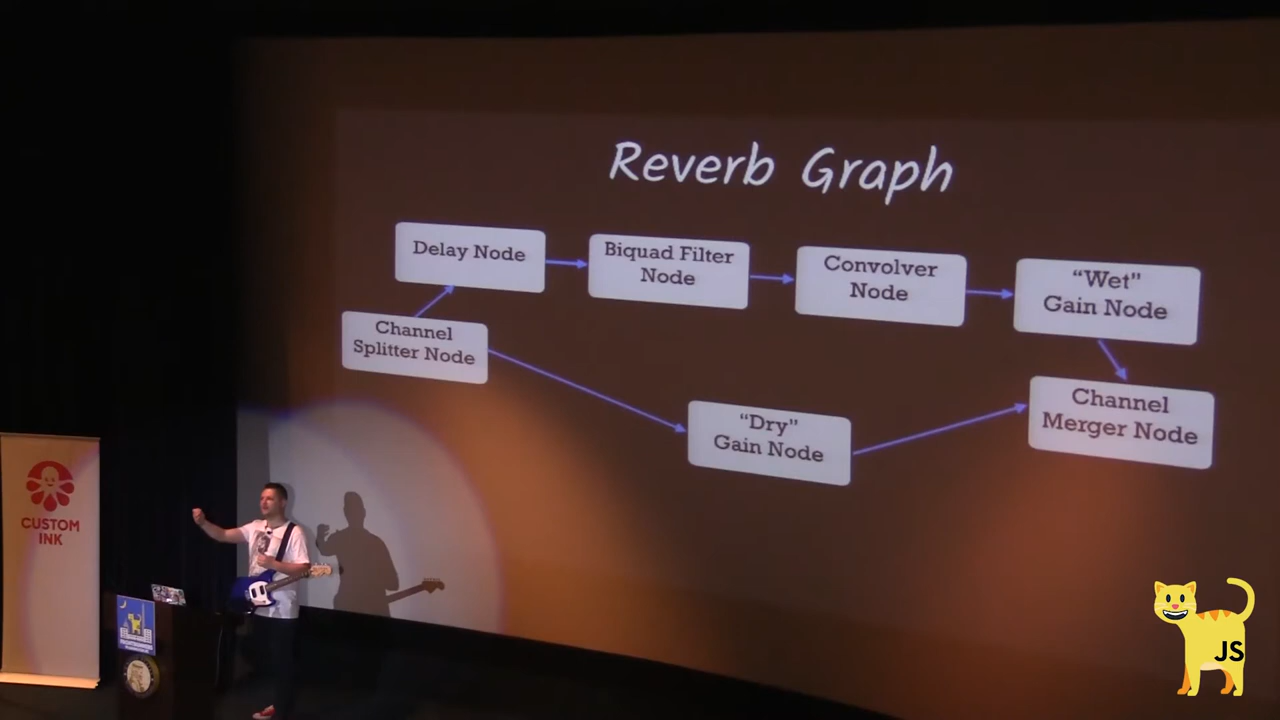 Reverb Graph
Delay Node
Biquad Filter
Node
Convolver
Node
“Wet”
Gain Node
Channel
Splitter Node
“Dry”
Gain Node
Channel
Merger Node
CUSTOM
INK
JS